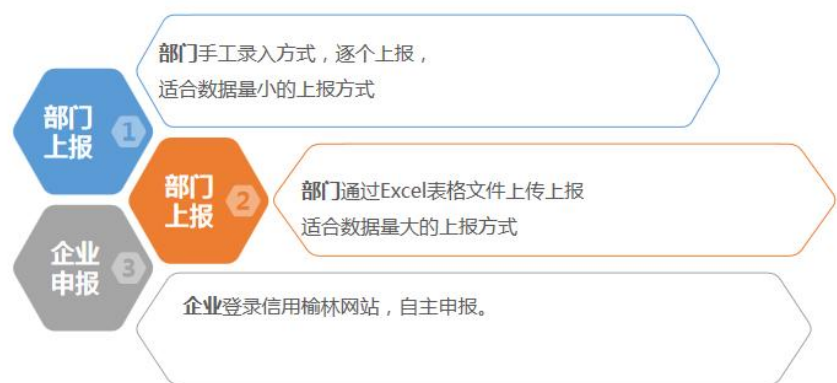 部门手工录入方式，逐个上报，
适合数据量小的上报方式
部门
上报
1
部门
上报
2
部门通过Excel表格文件上传上报
适合数据量大的上报方式
企业
申报
3
企业登录信用榆林网站，自主申报。